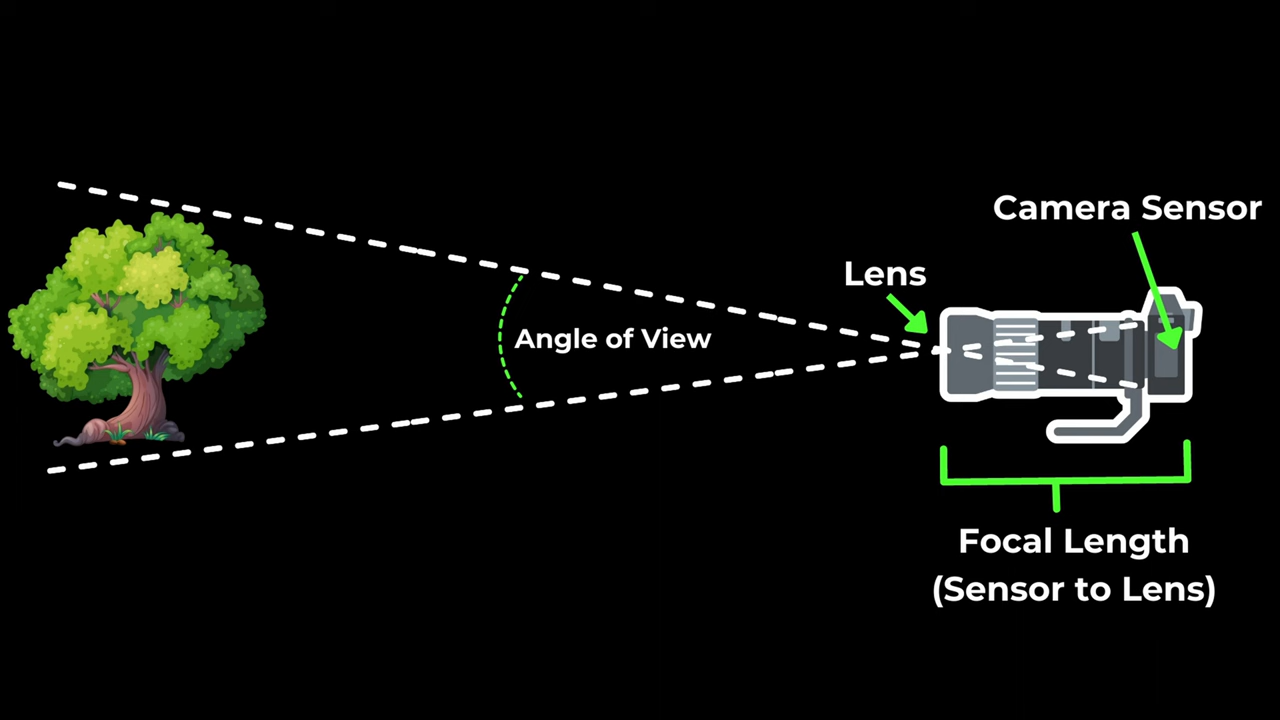 Camera Sensor
Lens
Angle of View
Focal Length
(Sensor to Lens)